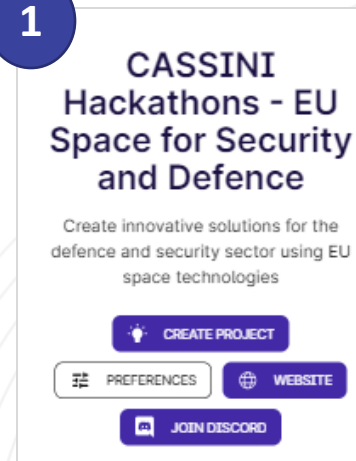 1
CASSINI
Hackathons - EU
Space for Security
and Defence
Create innovative solutions for the
defence and security sector using EU
space technologies
CREATE PROJECT
PREFERENCES
WEBSITE
JOIN DISCORD